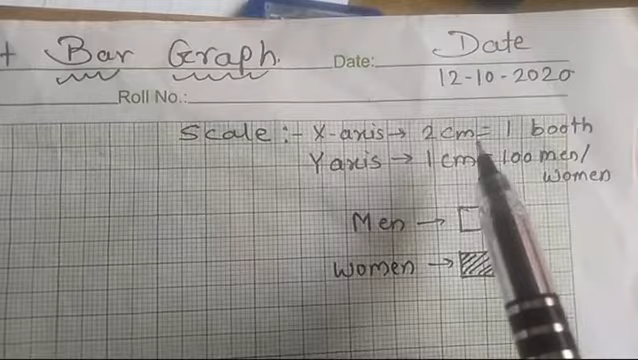 t Bar Graph. Date: Date
12-10-2020
Roll No.:
Scale :- X-axis → 2cm = 1 booth
Y axis → 1cm = 100 men/
women
Men →
women →